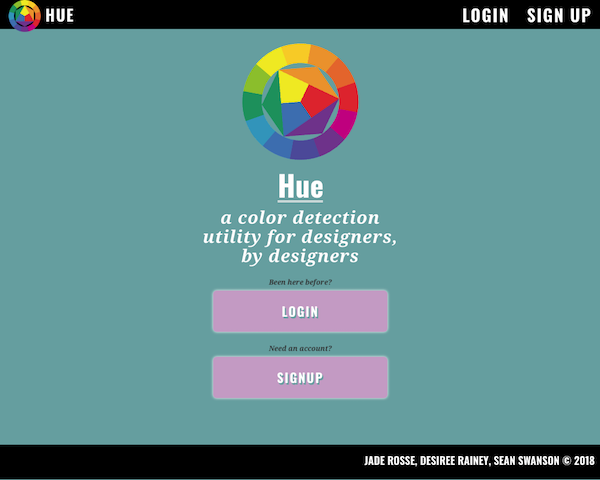 HUE
LOGIN SIGN UP
Hue
a color detection
utility for designers,
by designers
Been here before?
LOGIN
Need an account?
SIGNUP
JADE ROSSE, DESIREE RAINEY, SEAN SWANSON © 2018